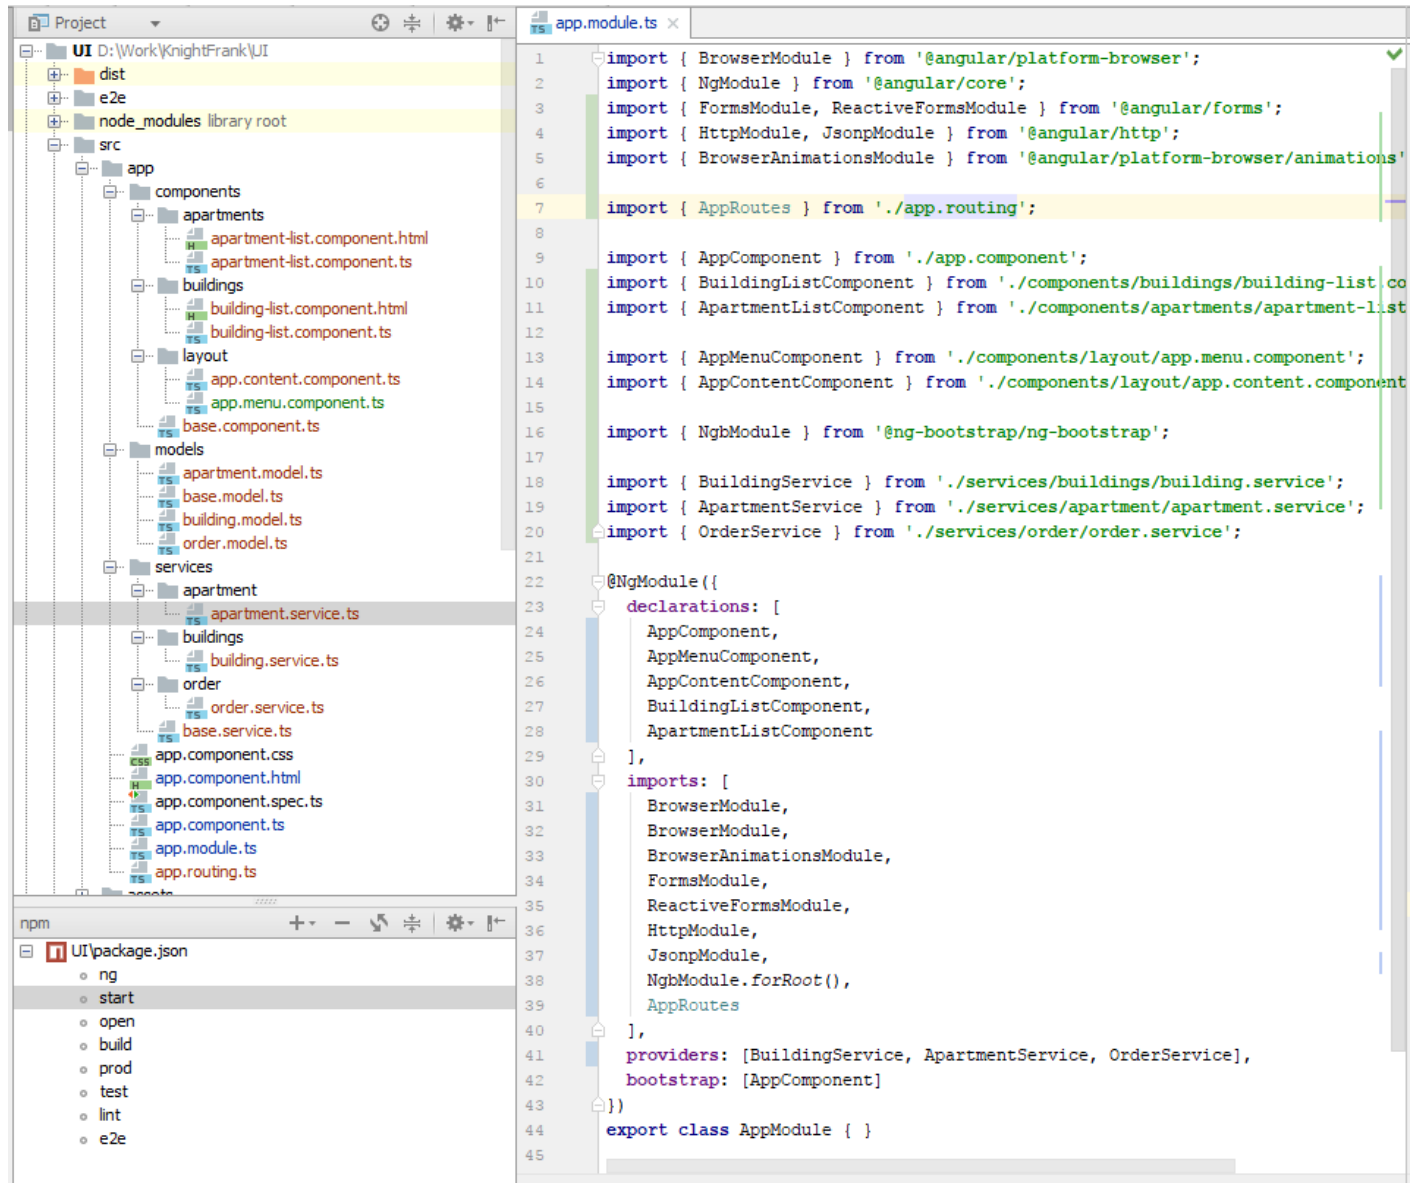 Project
UI D:\Work\KnightFrank\UI
dist
e2e
node_modules library root
src
app
components
apartments
apartment-list.component.html
apartment-list.component.ts
buildings
building-list.component.html
building-list.component.ts
layout
app.content.component.ts
app.menu.component.ts
base.component.ts
models
apartment.model.ts
base.model.ts
building.model.ts
order.model.ts
services
apartment
apartment.service.ts
buildings
building.service.ts
order
order.service.ts
base.service.ts
app.component.css
app.component.html
app.component.spec.ts
app.component.ts
app.module.ts
app.routing.ts
assets
npm
UI\package.json
ng
start
open
build
prod
test
lint
e2e
app.module.ts
1 import { BrowserModule } from '@angular/platform-browser';
2 import { NgModule } from '@angular/core';
3 import { FormsModule, ReactiveFormsModule } from '@angular/forms';
4 import { HttpModule, JsonpModule } from '@angular/http';
5 import { BrowserAnimationsModule } from '@angular/platform-browser/animations'
6
7 import { AppRoutes } from './app.routing';
8
9 import { AppComponent } from './app.component';
10 import { BuildingListComponent } from './components/buildings/building-list.co
11 import { ApartmentListComponent } from './components/apartments/apartment-list
12
13 import { AppMenuComponent } from './components/layout/app.menu.component';
14 import { AppContentComponent } from './components/layout/app.content.component
15
16 import { NgbModule } from '@ng-bootstrap/ng-bootstrap';
17
18 import { BuildingService } from './services/buildings/building.service';
19 import { ApartmentService } from './services/apartment/apartment.service';
20 import { OrderService } from './services/order/order.service';
21
22 @NgModule({
23 declarations: [
24 AppComponent,
25 AppMenuComponent,
26 AppContentComponent,
27 BuildingListComponent,
28 ApartmentListComponent
29 ],
30 imports: [
31 BrowserModule,
32 BrowserModule,
33 BrowserAnimationsModule,
34 FormsModule,
35 ReactiveFormsModule,
36 HttpModule,
37 JsonpModule,
38 NgbModule.forRoot(),
39 AppRoutes
40 ],
41 providers: [BuildingService, ApartmentService, OrderService],
42 bootstrap: [AppComponent]
43 })
44 export class AppModule { }
45